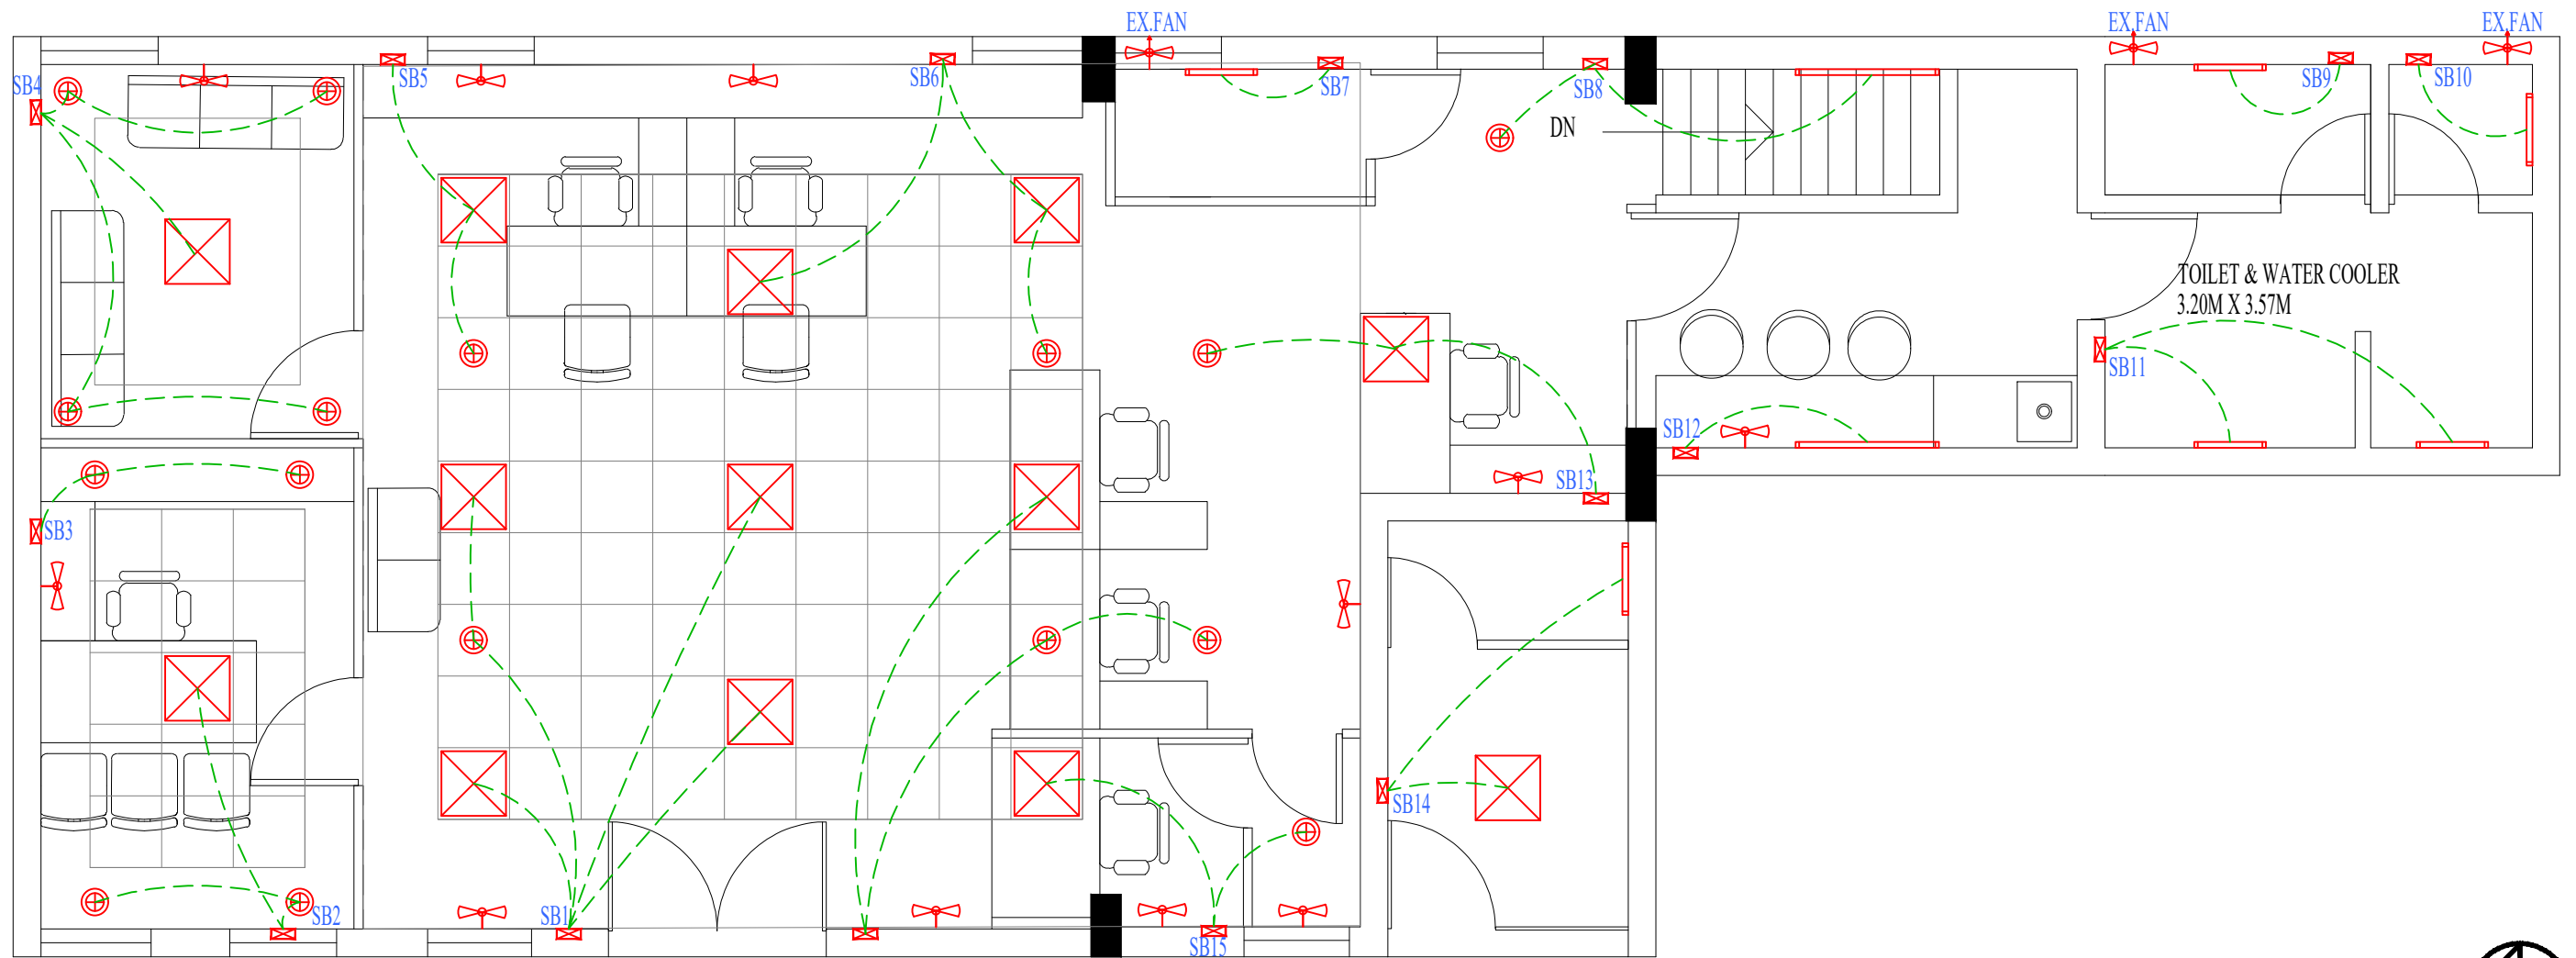 EX.FAN
EX.FAN
EX.FAN
SB4
SB5
SB6
SB7
SB8
SB9
SB10
DN
TOILET & WATER COOLER
3.20M X 3.57M
SB11
SB12
SB13
SB3
SB14
SB2
SB1
SB15